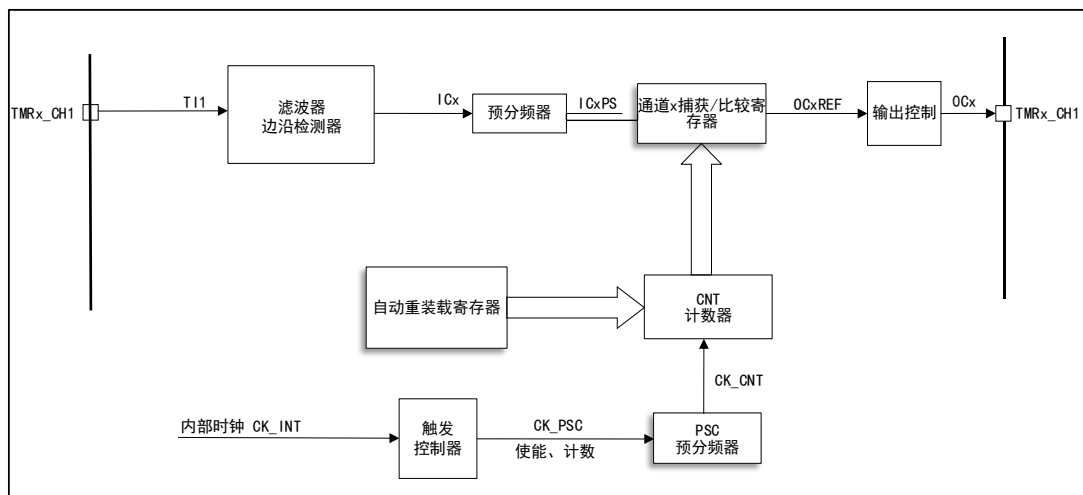 TMRx_CH1
TI1
滤波器
边沿检测器
ICx
预分频器
ICxPS
通道x捕获/比较寄
存器
OCxREF
输出控制
OCx
TMRx_CH1
自动重装载寄存器
CNT
计数器
CK_CNT
内部时钟 CK_INT
触发
控制器
CK_PSC
使能、计数
PSC
预分频器